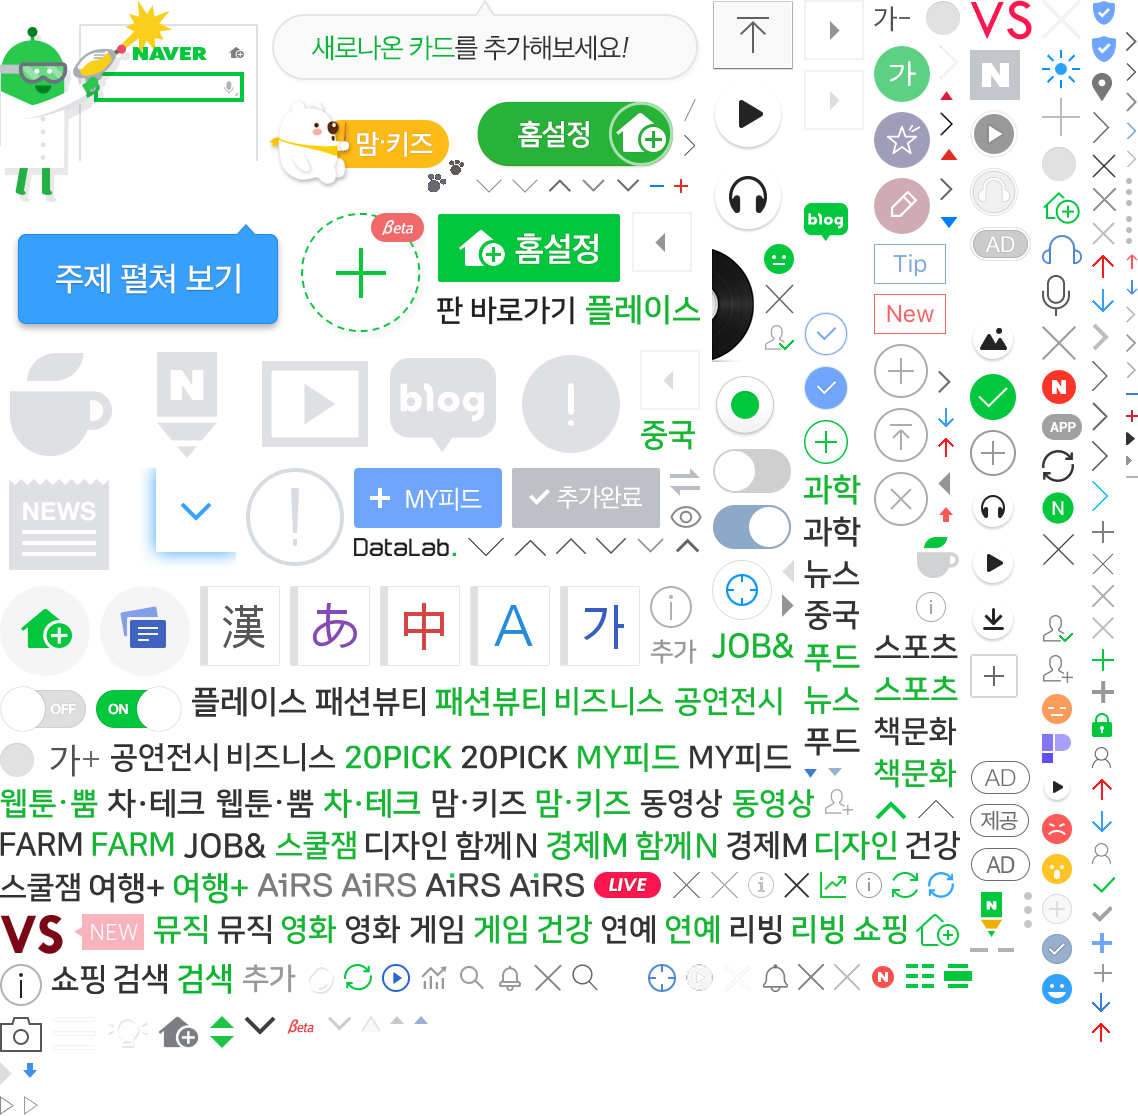 NAVER
새로나온 카드를 추가해보세요!
가-
VS
N
맘·키즈
홈설정
가
blog
AD
Tip
New
주제 펼쳐 보기
βeta
홈설정
판 바로가기 플레이스
N
blog
중국
N
APP
NEWS
MY피드
추가완료
과학
과학
N
DataLab.
뉴스
중국
漢
あ
中
A
가
추가
JOB&
푸드
스포츠
OFF
ON
플레이스 패션뷰티 패션뷰티 비즈니스 공연전시
뉴스
스포츠
푸드
책문화
가+ 공연전시 비즈니스 20PICK 20PICK MY피드 MY피드
책문화
AD
웹툰·뿜 차·테크 웹툰·뿜 차·테크 맘·키즈 맘·키즈 동영상 동영상
제공
FARM FARM JOB& 스쿨잼 디자인 함께N 경제M 함께N 경제M 디자인 건강
AD
스쿨잼 여행+ 여행+ AiRS AiRS AiRS AiRS LIVE
N
VS NEW 뮤직 뮤직 영화 영화 게임 게임 건강 연예 연예 리빙 리빙 쇼핑
쇼핑 검색 검색 추가
N
βeta